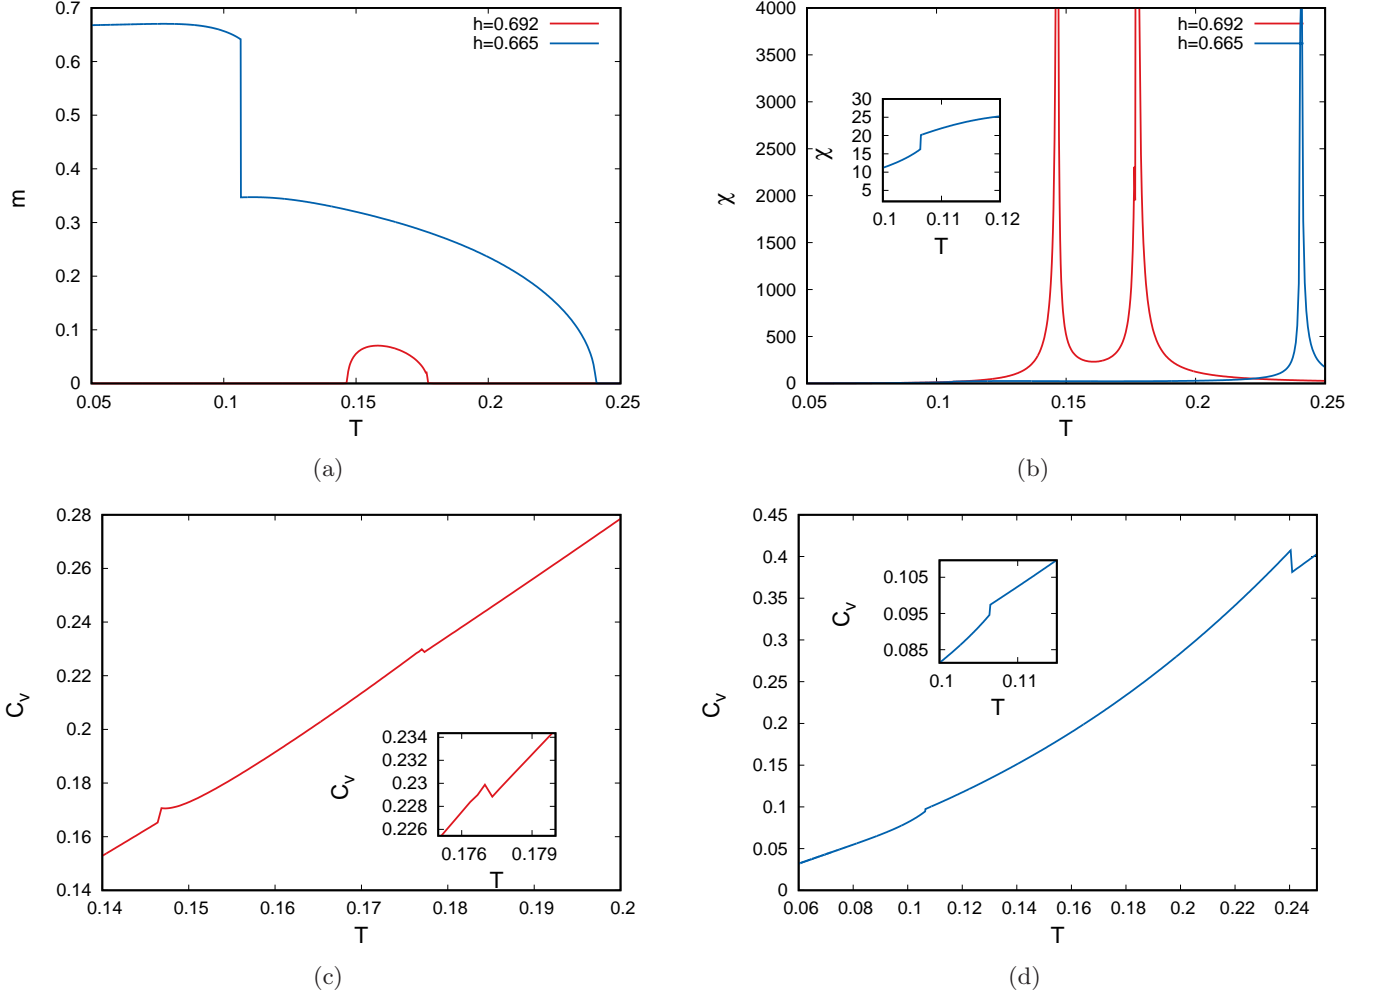 0.7
0.6
0.5
0.4
0.3
0.2
0.1
0
m
0.05 0.1 0.15 0.2 0.25
T
h=0.692
h=0.665
(a)
4000
3500
3000
2500
2000
1500
1000
500
0
χ
0.05 0.1 0.15 0.2 0.25
T
h=0.692
h=0.665
30
25
20
15
10
5
χ
0.1 0.11 0.12
T
(b)
0.28
0.26
0.24
0.22
0.2
0.18
0.16
0.14
Cv
0.14 0.15 0.16 0.17 0.18 0.19 0.2
T
0.234
0.232
0.23
0.228
0.226
Cv
0.176 0.179
T
(c)
0.45
0.4
0.35
0.3
0.25
0.2
0.15
0.1
0.05
0
Cv
0.06 0.08 0.1 0.12 0.14 0.16 0.18 0.2 0.22 0.24
T
0.105
0.095
0.085
Cv
0.1 0.11
T
(d)